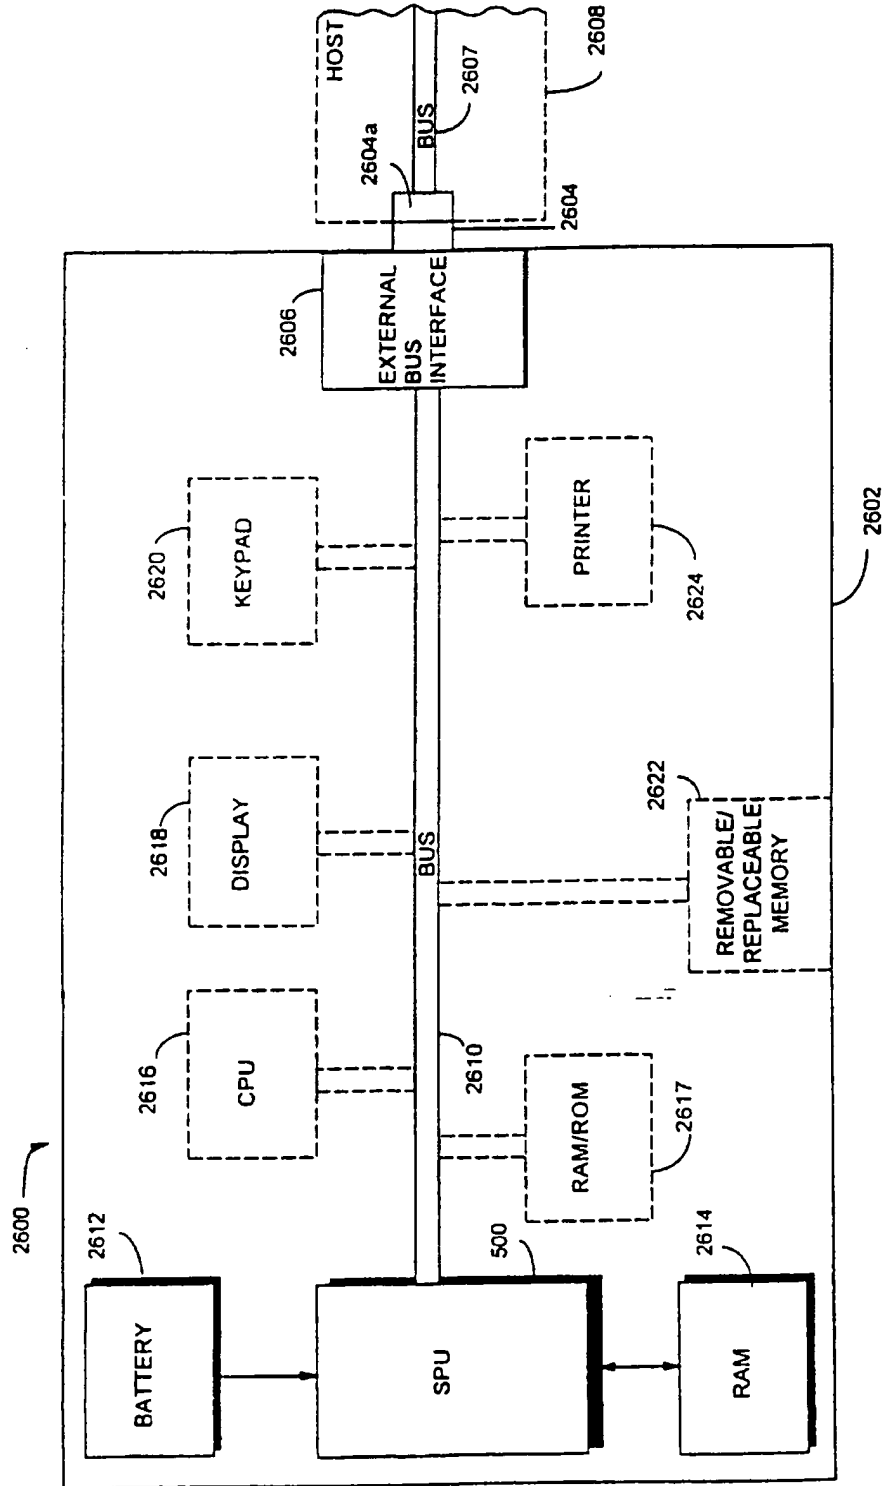 2600
BATTERY
2612
SPU
500
RAM
2614
CPU
2616
RAM/ROM
2617
2610
BUS
DISPLAY
2618
REMOVABLE/
REPLACEABLE
MEMORY
2622
KEYPAD
2620
PRINTER
2624
2602
EXTERNAL
BUS
INTERFACE
2606
2604
2604a
HOST
BUS
2607
2608